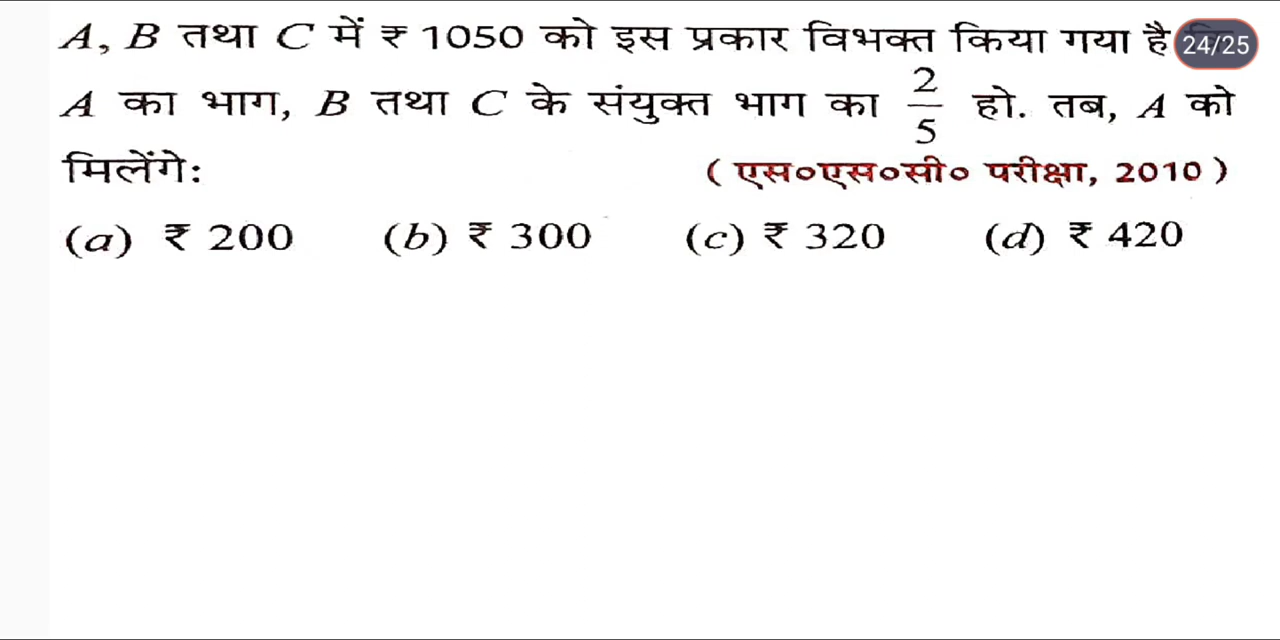 A, B तथा C में ₹ 1050 को इस प्रकार विभक्त किया गया है 24/25
A का भाग, B तथा C के संयुक्त भाग का 2/5 हो. तब, A को
मिलेंगे: ( एस०एस०सी० परीक्षा, 2010 )
(a) ₹ 200 (b) ₹ 300 (c) ₹ 320 (d) ₹ 420